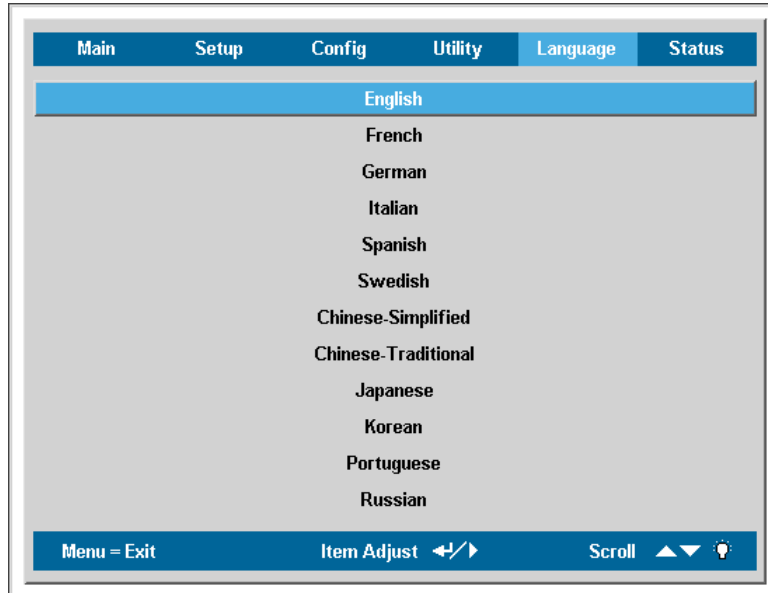 Main Setup Config Utility Language Status
English
French
German
Italian
Spanish
Swedish
Chinese-Simplified
Chinese-Traditional
Japanese
Korean
Portuguese
Russian
Menu = Exit Item Adjust Scroll